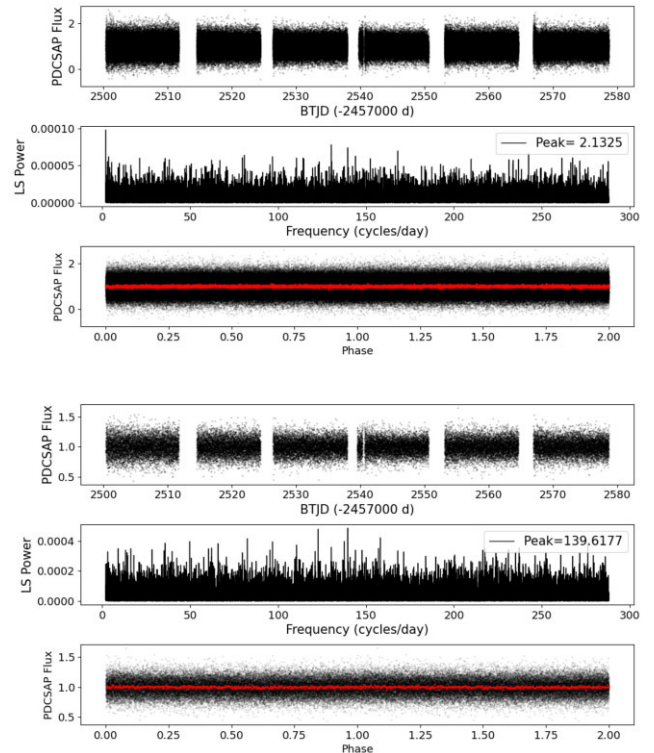 PDCSAP Flux
2
0
2500 2510 2520 2530 2540 2550 2560 2570 2580
BTJD (-2457000 d)
LS Power
0.00010
0.00005
0.00000
Peak= 2.1325
0 50 100 150 200 250 300
Frequency (cycles/day)
PDCSAP Flux
2
0
0.00 0.25 0.50 0.75 1.00 1.25 1.50 1.75 2.00
Phase
PDCSAP Flux
1.5
1.0
0.5
2500 2510 2520 2530 2540 2550 2560 2570 2580
BTJD (-2457000 d)
LS Power
0.0004
0.0002
0.0000
Peak=139.6177
0 50 100 150 200 250 300
Frequency (cycles/day)
PDCSAP Flux
1.5
1.0
0.5
0.00 0.25 0.50 0.75 1.00 1.25 1.50 1.75 2.00
Phase